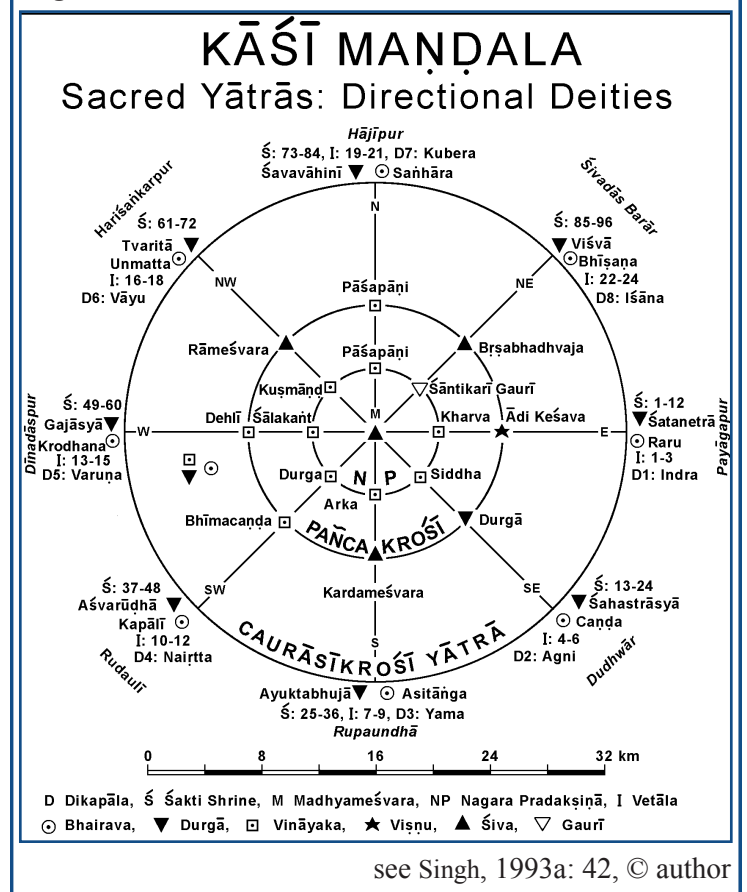 KĀŚĪ MAṆḌALA
Sacred Yātrās: Directional Deities
Hājīpur
Ś: 73-84, I: 19-21, D7: Kubera
Śavavāhinī
Saṅhāra
N
Hariśaṅkarpur
Ś: 61-72
Tvaritā
Unmatta
I: 16-18
D6: Vāyu
NW
Śivadās Barār
Ś: 85-96
Viśvā
Bhīṣaṇa
I: 22-24
D8: Iśāna
NE
Pāśapāṇi
Rāmeśvara
Pāśapāṇi
Bṛṣabhadhvaja
Kuṣmāṇḍ
Śāntikarī Gaurī
Dīnadāspur
Ś: 49-60
Gajāsyā
Krodhana
I: 13-15
D5: Varuṇa
W
Dehlī
Śālakaṅt
M
Kharva
Ādi Keśava
E
Ś: 1-12
Śatanetrā
Raru
I: 1-3
D1: Indra
Payāgapur
Durga
N P
Siddha
Arka
Bhīmacaṇḍa
Durgā
PAÑCA KROŚĪ
Kardameśvara
SW
SE
Ś: 37-48
Aśvarūḍhā
Kapālī
I: 10-12
D4: Naiṛtta
Rudaulī
Ś: 13-24
Śahastrāsyā
Caṇḍa
I: 4-6
D2: Agni
Dudhwār
S
CAURĀSĪKROŚĪ YĀTRĀ
Ayuktabhujā
Asitāṅga
Ś: 25-36, I: 7-9, D3: Yama
Rupaundhā
0 8 16 24 32 km
D Dikapāla, Ś Śakti Shrine, M Madhyameśvara, NP Nagara Pradakṣiṇā, I Vetāla
Bhairava, Durgā, Vināyaka, Viṣṇu, Śiva, Gaurī
see Singh, 1993a: 42, © author